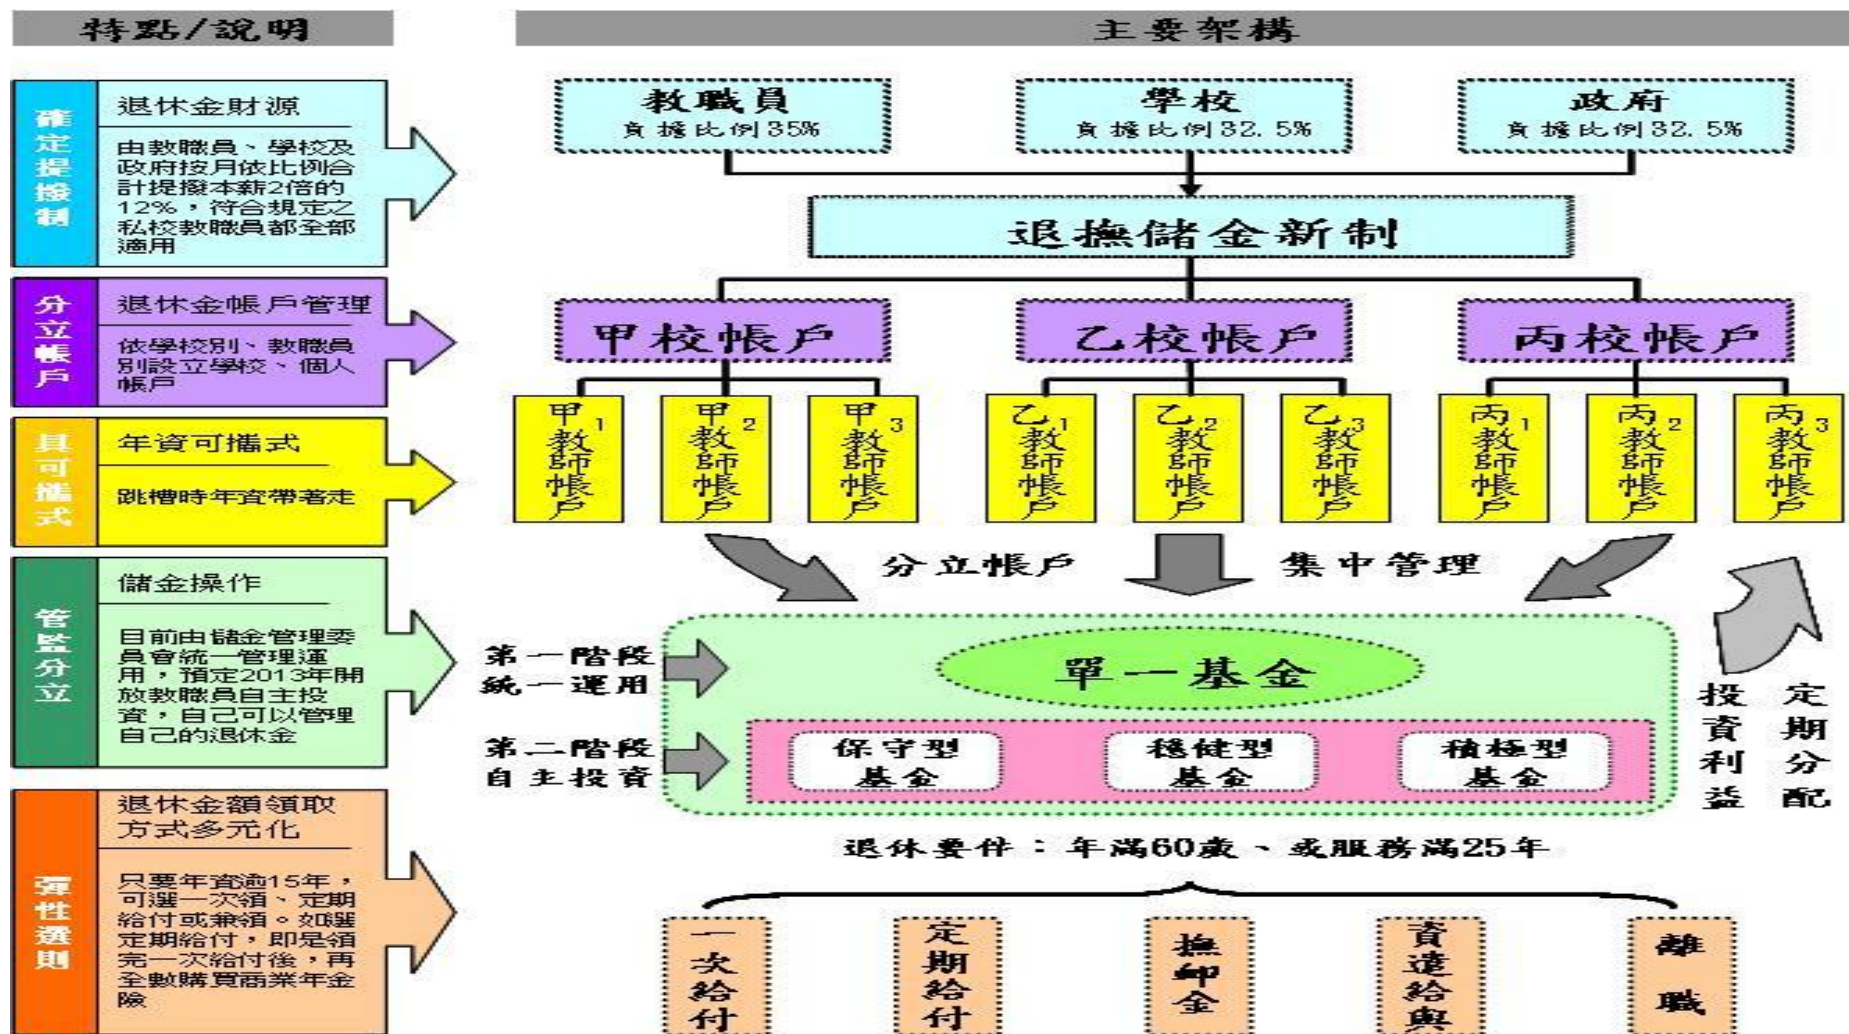 特點/說明
主要架構
確定提撥制
退休金財源
由教職員、學校及
政府按月依比例合
計提撥本薪2倍的
12%，符合規定之
私校教職員都全部
適用
教職員
負擔比例35%
學校
負擔比例32.5%
政府
負擔比例32.5%
退撫儲金新制
分立帳戶
退休金帳戶管理
依學校別、教職員
別設立學校、個人
帳戶
甲校帳戶
乙校帳戶
丙校帳戶
具可攜式
年資可攜式
跳槽時年資帶著走
甲1教師帳戶
甲2教師帳戶
甲3教師帳戶
乙1教師帳戶
乙2教師帳戶
乙3教師帳戶
丙1教師帳戶
丙2教師帳戶
丙3教師帳戶
分立帳戶
集中管理
管監分立
儲金操作
目前由儲金管理委
員會統一管理運
用，預定2013年開
放教職員自主投
資，自己可以管理
自己的退休金
第一階段
統一運用
單一基金
第二階段
自主投資
保守型
基金
穩健型
基金
積極型
基金
投資利益
定期分配
彈性選則
退休金額領取
方式多元化
只要年資逾15年，
可選一次領、定期
給付或兼領。如選
定期給付，即是領
完一次給付後，再
全數購買商業年金
險
退休要件：年滿60歲、或服務滿25年
一次給付
定期給付
撫卹金
資遣給與
離職